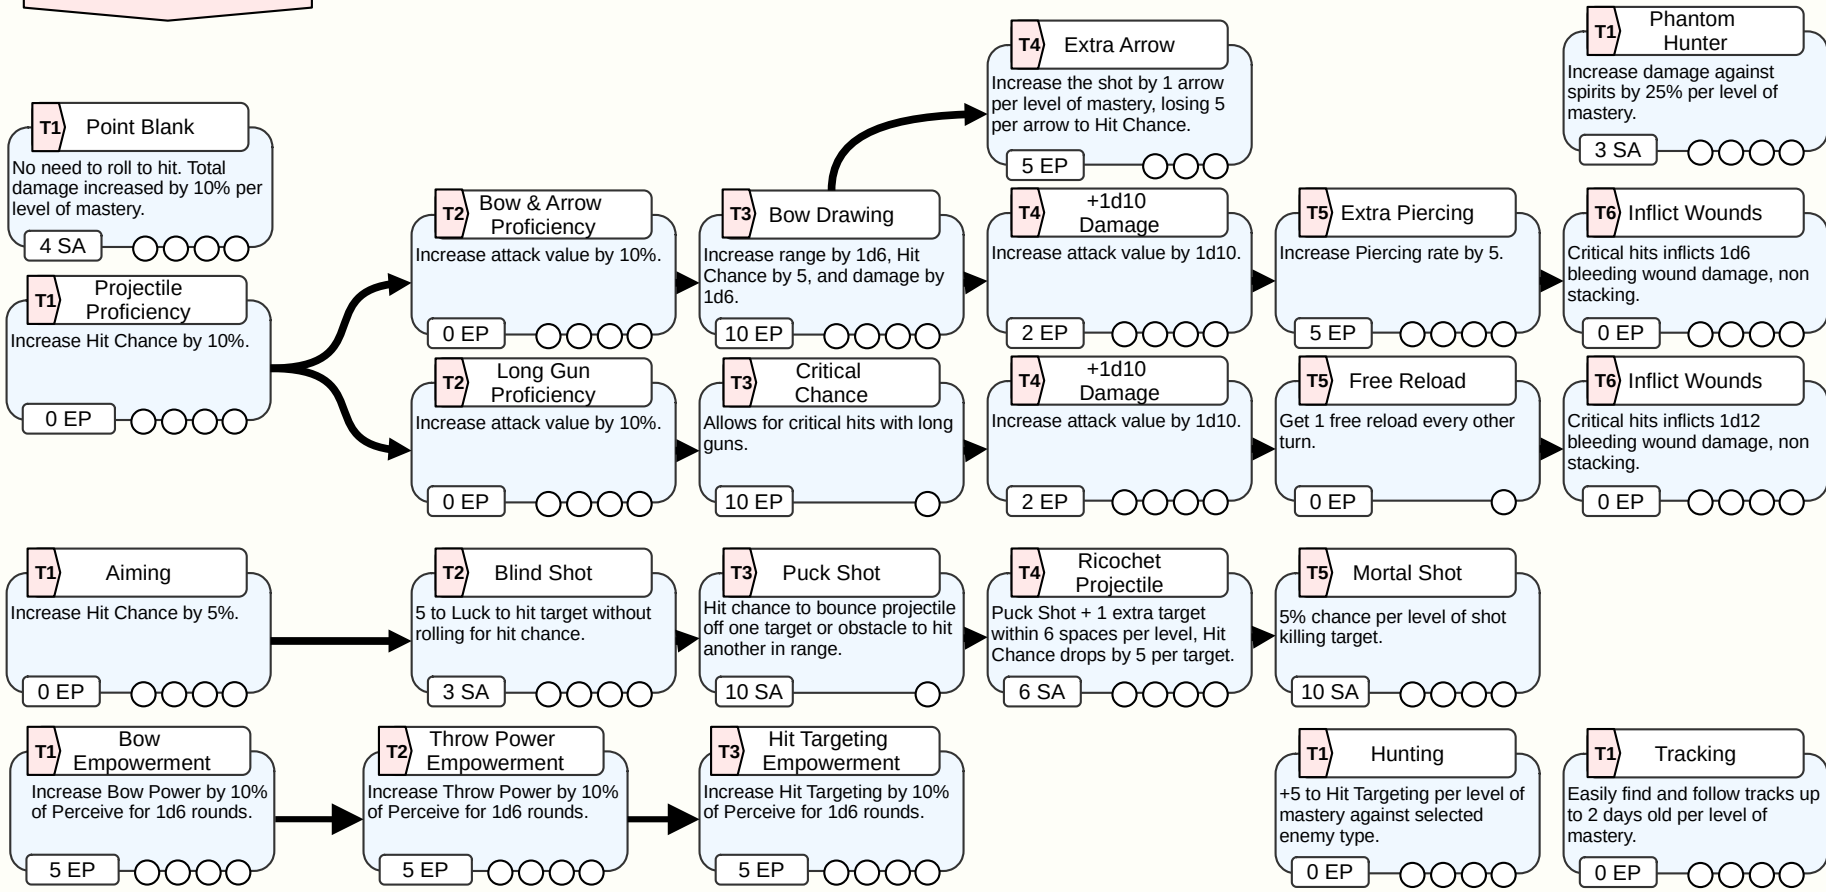 T4
Extra Arrow
Increase the shot by 1 arrow
per level of mastery, losing 5
per arrow to Hit Chance.
5 EP
T1
Phantom
Hunter
Increase damage against
spirits by 25% per level of
mastery.
3 SA
T1
Point Blank
No need to roll to hit. Total
damage increased by 10% per
level of mastery.
4 SA
T1
Projectile
Proficiency
Increase Hit Chance by 10%.
0 EP
T2
Bow & Arrow
Proficiency
Increase attack value by 10%.
0 EP
T3
Bow Drawing
Increase range by 1d6, Hit
Chance by 5, and damage by
1d6.
10 EP
T4
+1d10
Damage
Increase attack value by 1d10.
2 EP
T5
Extra Piercing
Increase Piercing rate by 5.
5 EP
T6
Inflict Wounds
Critical hits inflicts 1d6
bleeding wound damage, non
stacking.
0 EP
T2
Long Gun
Proficiency
Increase attack value by 10%.
0 EP
T3
Critical
Chance
Allows for critical hits with long
guns.
10 EP
T4
+1d10
Damage
Increase attack value by 1d10.
2 EP
T5
Free Reload
Get 1 free reload every other
turn.
0 EP
T6
Inflict Wounds
Critical hits inflicts 1d12
bleeding wound damage, non
stacking.
0 EP
T1
Aiming
Increase Hit Chance by 5%.
0 EP
T2
Blind Shot
5 to Luck to hit target without
rolling for hit chance.
3 SA
T3
Puck Shot
Hit chance to bounce projectile
off one target or obstacle to hit
another in range.
10 SA
T4
Ricochet
Projectile
Puck Shot + 1 extra target
within 6 spaces per level, Hit
Chance drops by 5 per target.
6 SA
T5
Mortal Shot
5% chance per level of shot
killing target.
10 SA
T1
Bow
Empowerment
Increase Bow Power by 10%
of Perceive for 1d6 rounds.
5 EP
T2
Throw Power
Empowerment
Increase Throw Power by 10%
of Perceive for 1d6 rounds.
5 EP
T3
Hit Targeting
Empowerment
Increase Hit Targeting by 10%
of Perceive for 1d6 rounds.
5 EP
T1
Hunting
+5 to Hit Targeting per level of
mastery against selected
enemy type.
0 EP
T1
Tracking
Easily find and follow tracks up
to 2 days old per level of
mastery.
0 EP